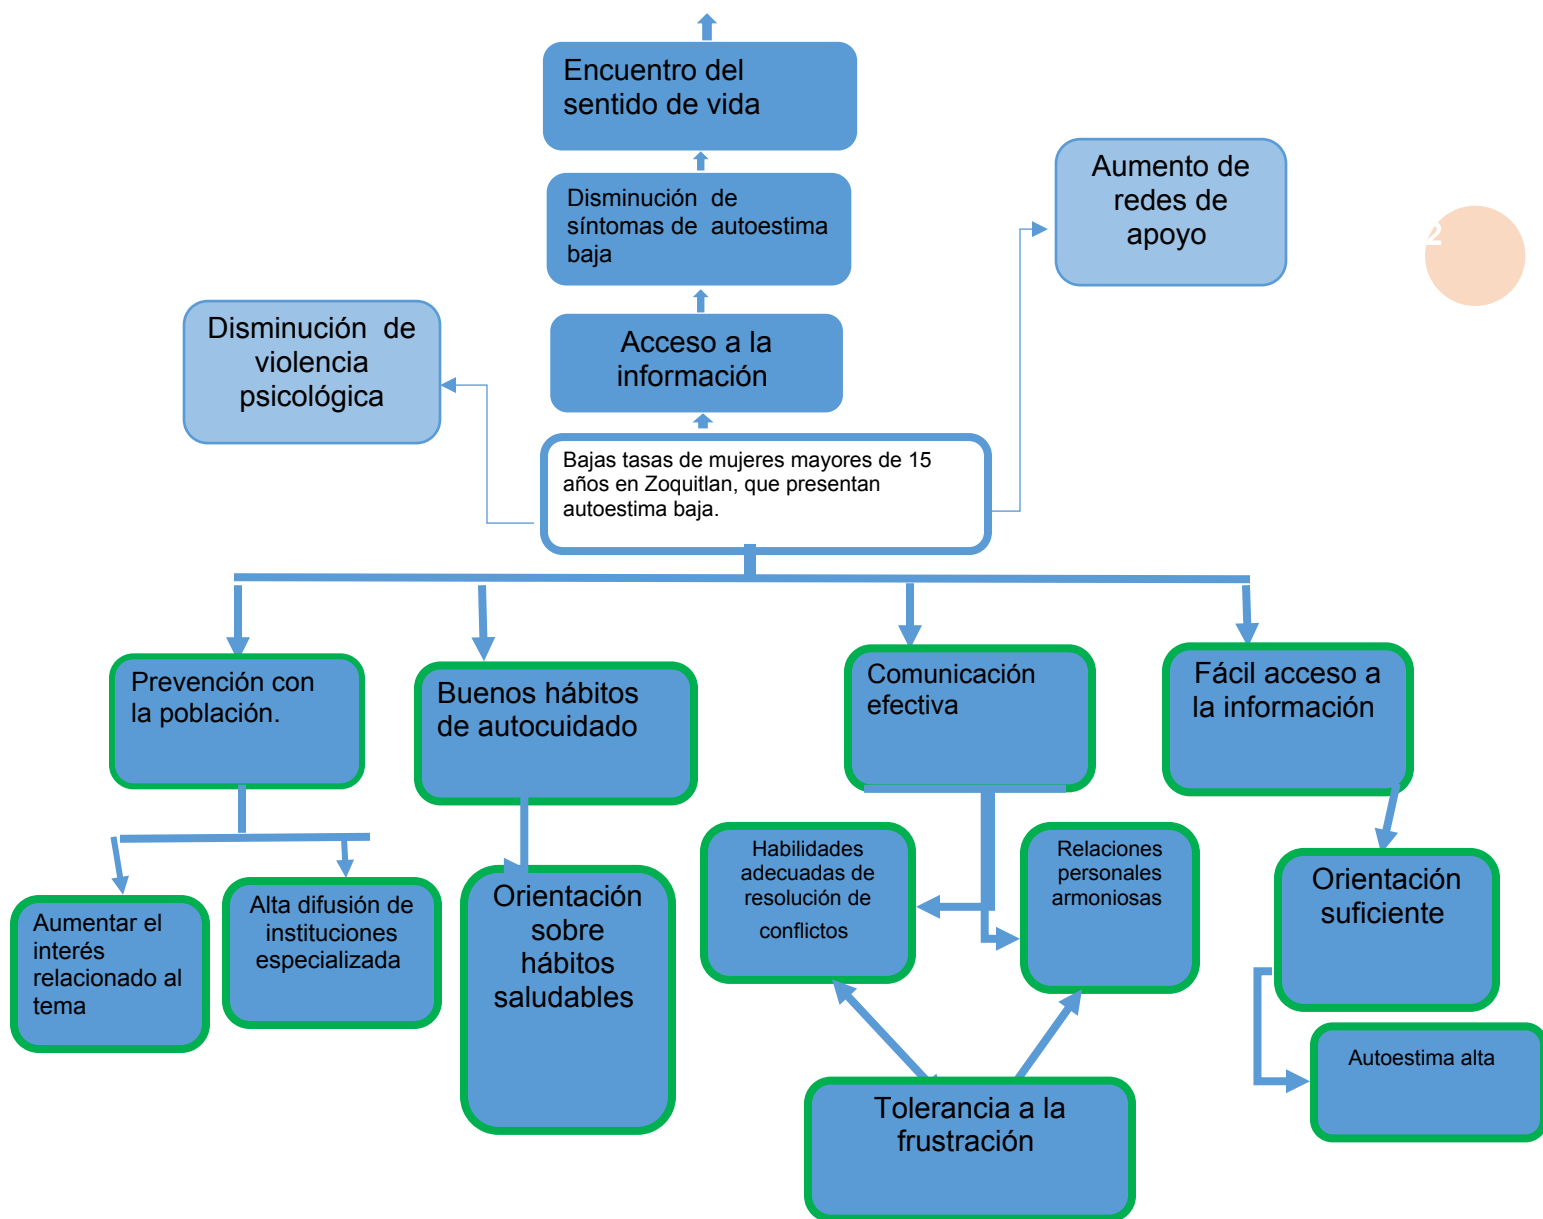 Encuentro del
sentido de vida
Aumento de
redes de
apoyo
2
Disminución de
síntomas de autoestima
baja
Disminución de
violencia
psicológica
Acceso a la
información
Bajas tasas de mujeres mayores de 15
años en Zoquitlan, que presentan
autoestima baja.
Prevención con
la población.
Buenos hábitos
de autocuidado
Comunicación
efectiva
Fácil acceso a
la información
Aumentar el
interés
relacionado al
tema
Alta difusión de
instituciones
especializada
Orientación
sobre
hábitos
saludables
Habilidades
adecuadas de
resolución de
conflictos
Relaciones
personales
armoniosas
Orientación
suficiente
Autoestima alta
Tolerancia a la
frustración